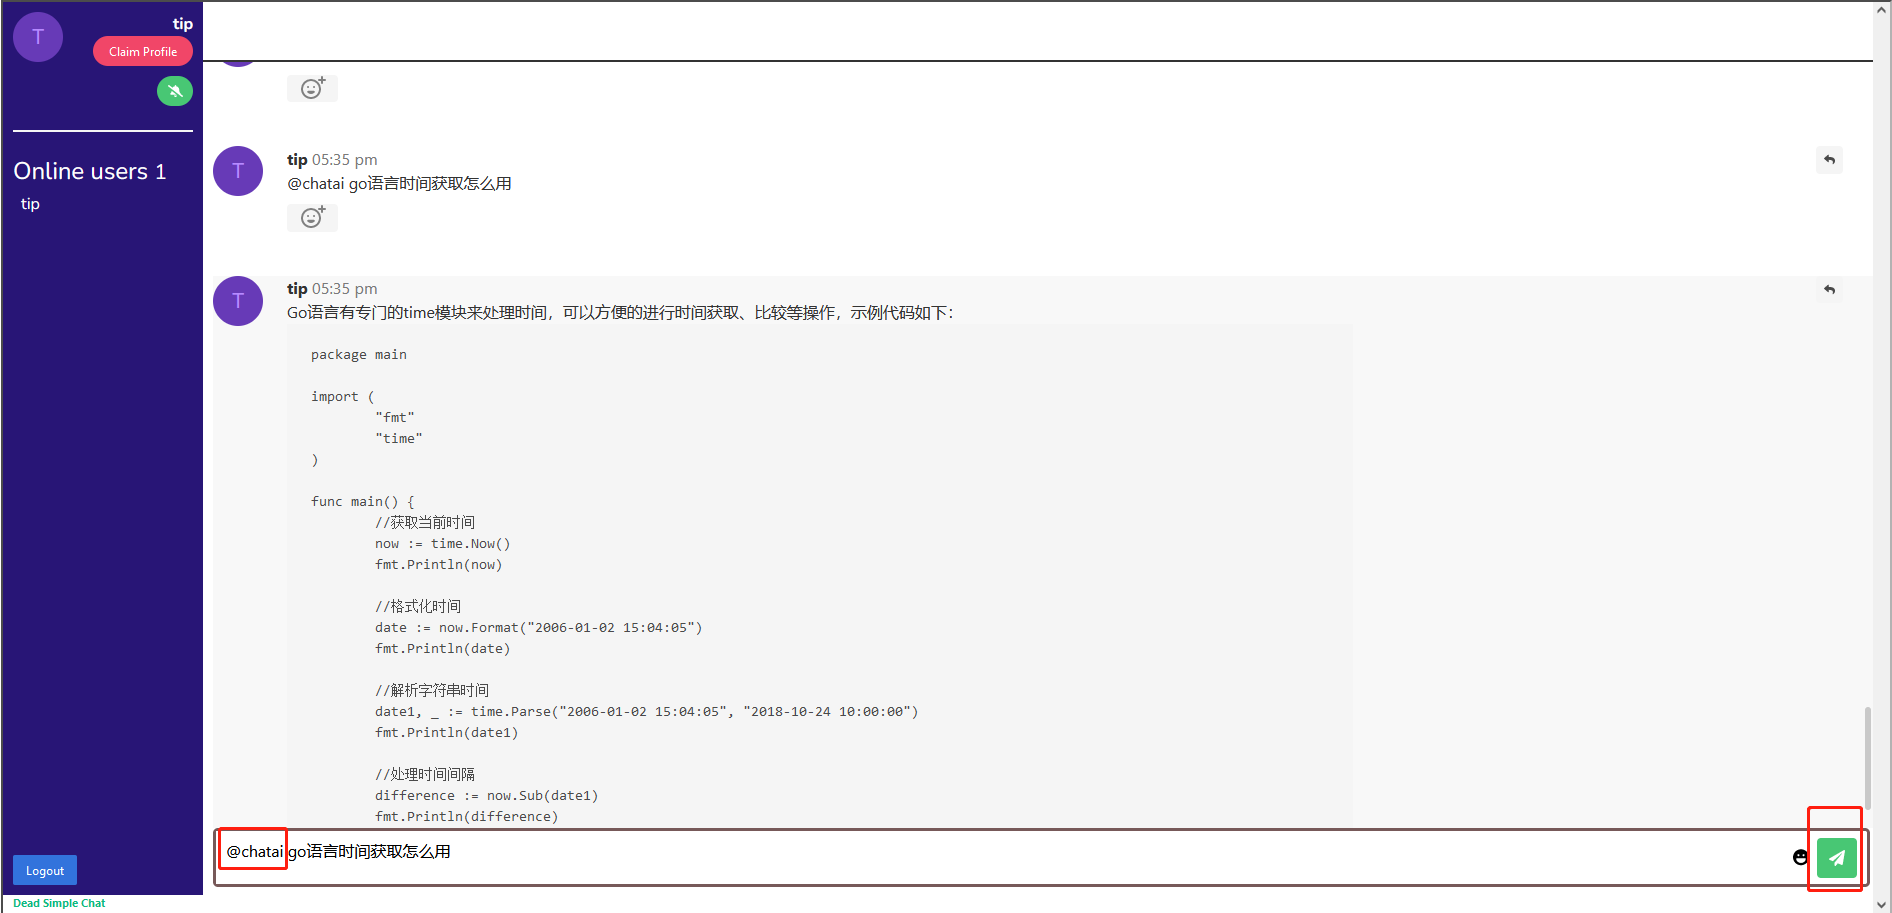 T
tip
Claim Profile
Online users 1
tip
Logout
Dead Simple Chat
T
tip 05:35 pm
@chatai go语言时间获取怎么用
T
tip 05:35 pm
Go语言有专门的time模块来处理时间，可以方便的进行时间获取、比较等操作，示例代码如下：
package main
import (
"fmt"
"time"
)
func main() {
//获取当前时间
now := time.Now()
fmt.Println(now)
//格式化时间
date := now.Format("2006-01-02 15:04:05")
fmt.Println(date)
//解析字符串时间
date1, _ := time.Parse("2006-01-02 15:04:05", "2018-10-24 10:00:00")
fmt.Println(date1)
//处理时间间隔
difference := now.Sub(date1)
fmt.Println(difference)
@chatai go语言时间获取怎么用